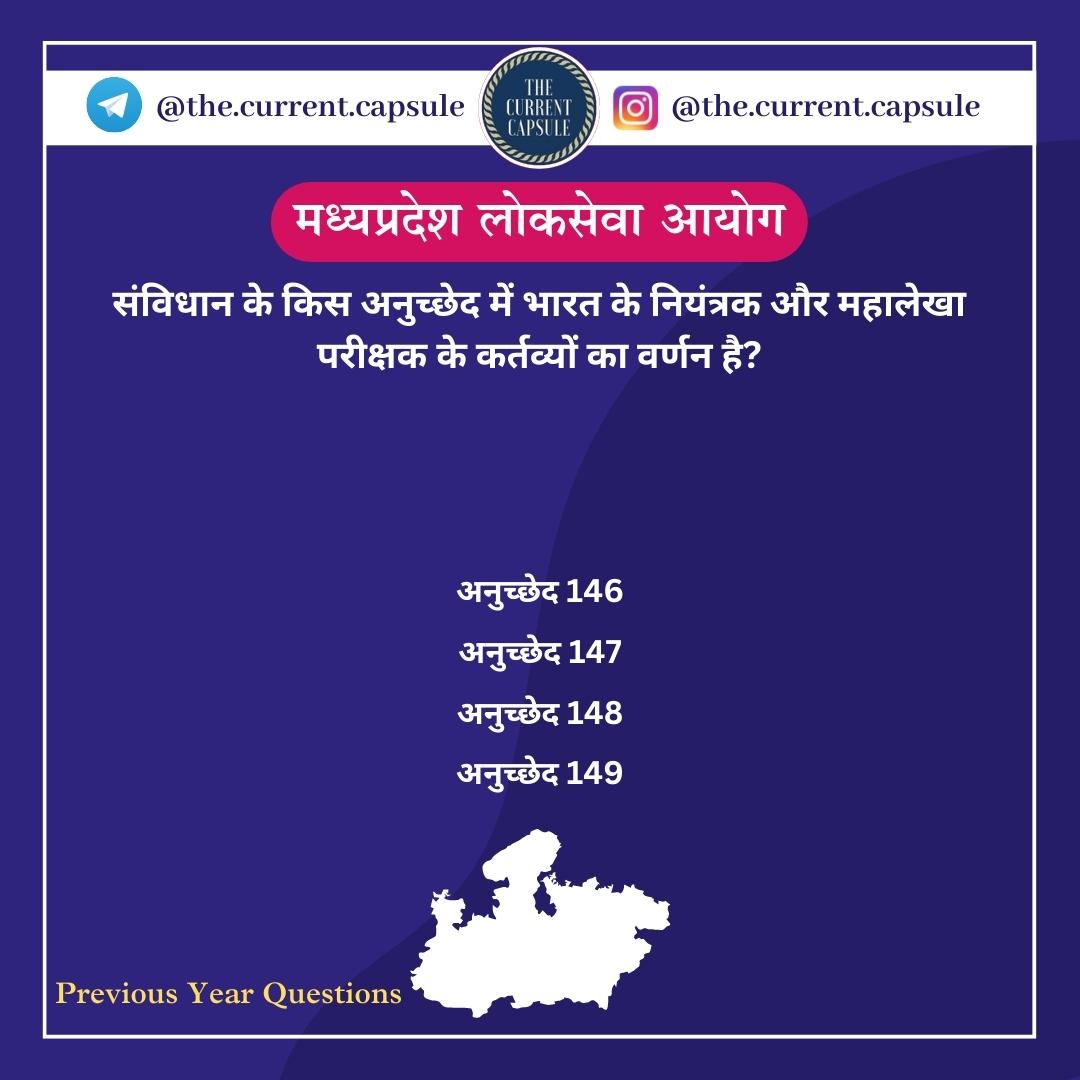 @the.current.capsule
THE
CURRENT
CAPSULE
@the.current.capsule
मध्यप्रदेश लोकसेवा आयोग
संविधान के किस अनुच्छेद में भारत के नियंत्रक और महालेखा
परीक्षक के कर्तव्यों का वर्णन है?
अनुच्छेद 146
अनुच्छेद 147
अनुच्छेद 148
अनुच्छेद 149
Previous Year Questions